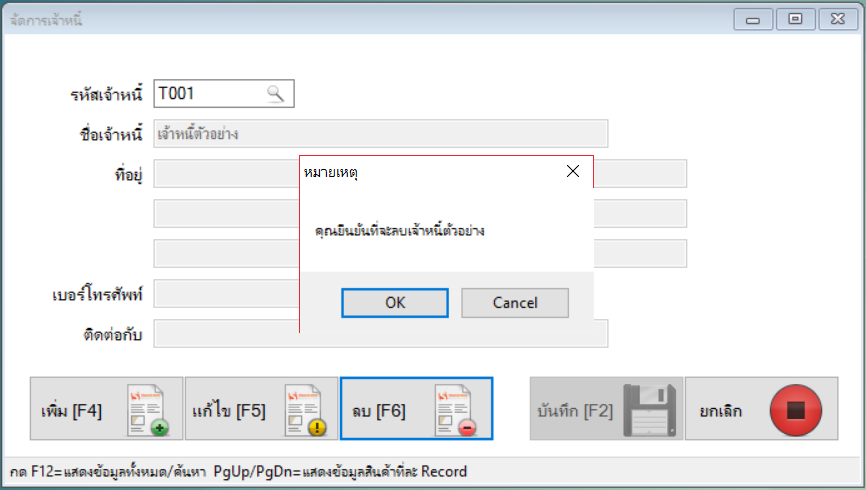 จัดการเจ้าหนี้
รหัสเจ้าหนี้ T001
ชื่อเจ้าหนี้ เจ้าหนี้ตัวอย่าง
ที่อยู่
หมายเหตุ
คุณยืนยันที่จะลบเจ้าหนี้ตัวอย่าง
OK Cancel
เบอร์โทรศัพท์
ติดต่อกับ
เพิ่ม [F4] แก้ไข [F5] ลบ [F6] บันทึก [F2] ยกเลิก
กด F12=แสดงข้อมูลทั้งหมด/ค้นหา PgUp/PgDn=แสดงข้อมูลสินค้าทีละ Record